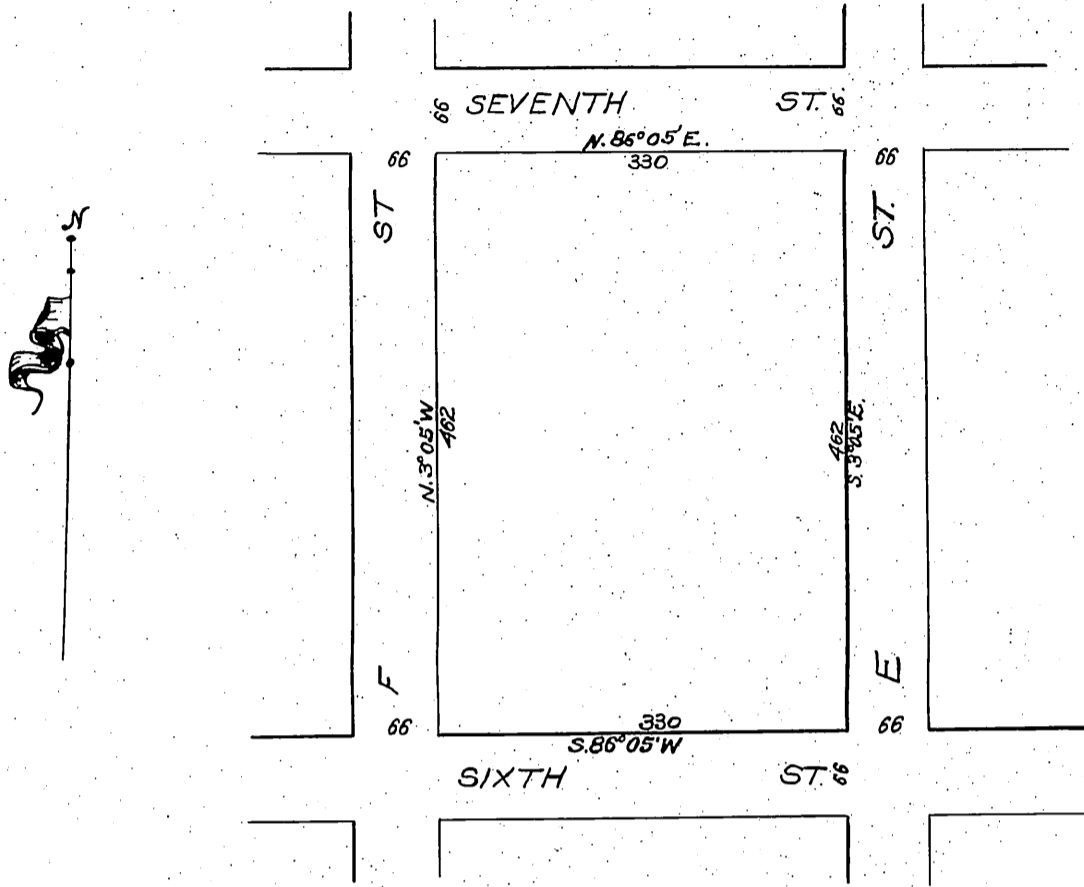 66 SEVENTH ST. 66.
N. 86° 05' E.
66 330 66
ST
ST.
N
N. 3° 05' W
462
462
S. 3° 05' E.
F
E
66 330 66
S. 86° 05' W
SIXTH ST. 66